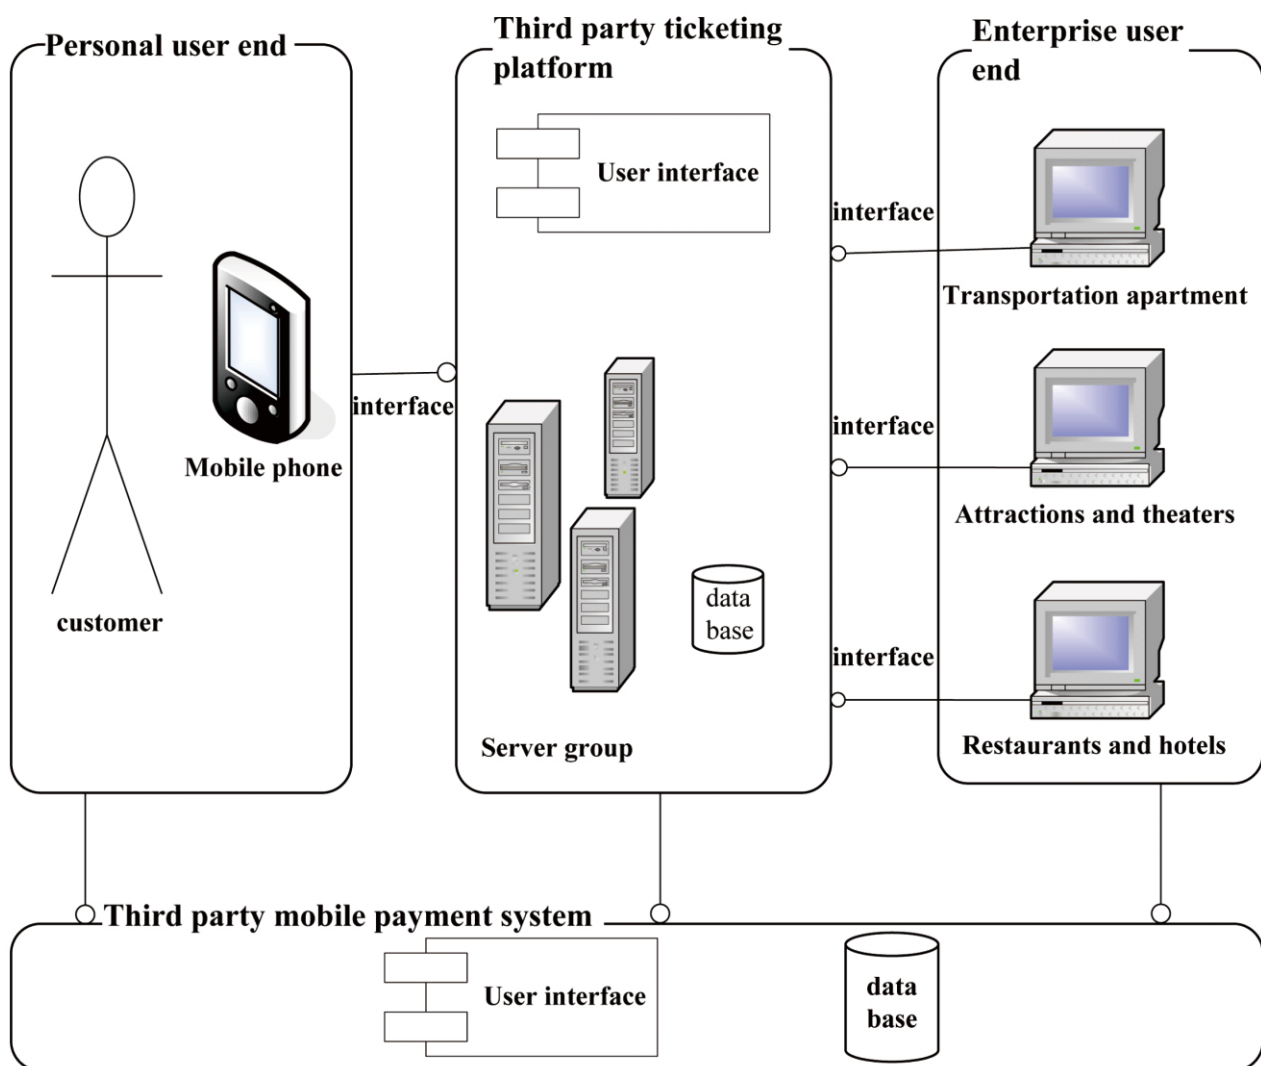 Personal user end
Third party ticketing
platform
Enterprise user
end
User interface
interface
Transportation apartment
interface
Mobile phone
interface
Attractions and theaters
customer
data
base
interface
Server group
Restaurants and hotels
Third party mobile payment system
User interface
data
base